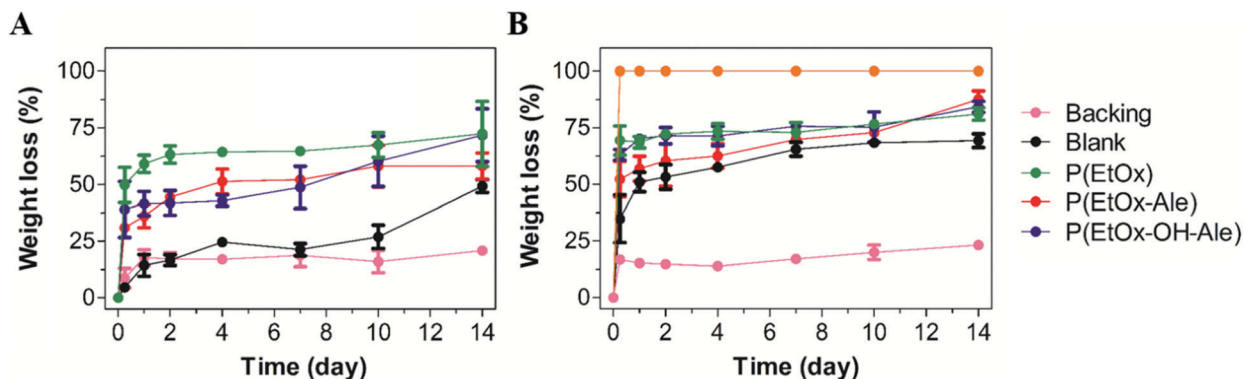 A
Weight loss (%)
100
75
50
25
0
0 2 4 6 8 10 12 14
Time (day)
B
Weight loss (%)
100
75
50
25
0
0 2 4 6 8 10 12 14
Time (day)
Backing
Blank
P(EtOx)
P(EtOx-Ale)
P(EtOx-OH-Ale)